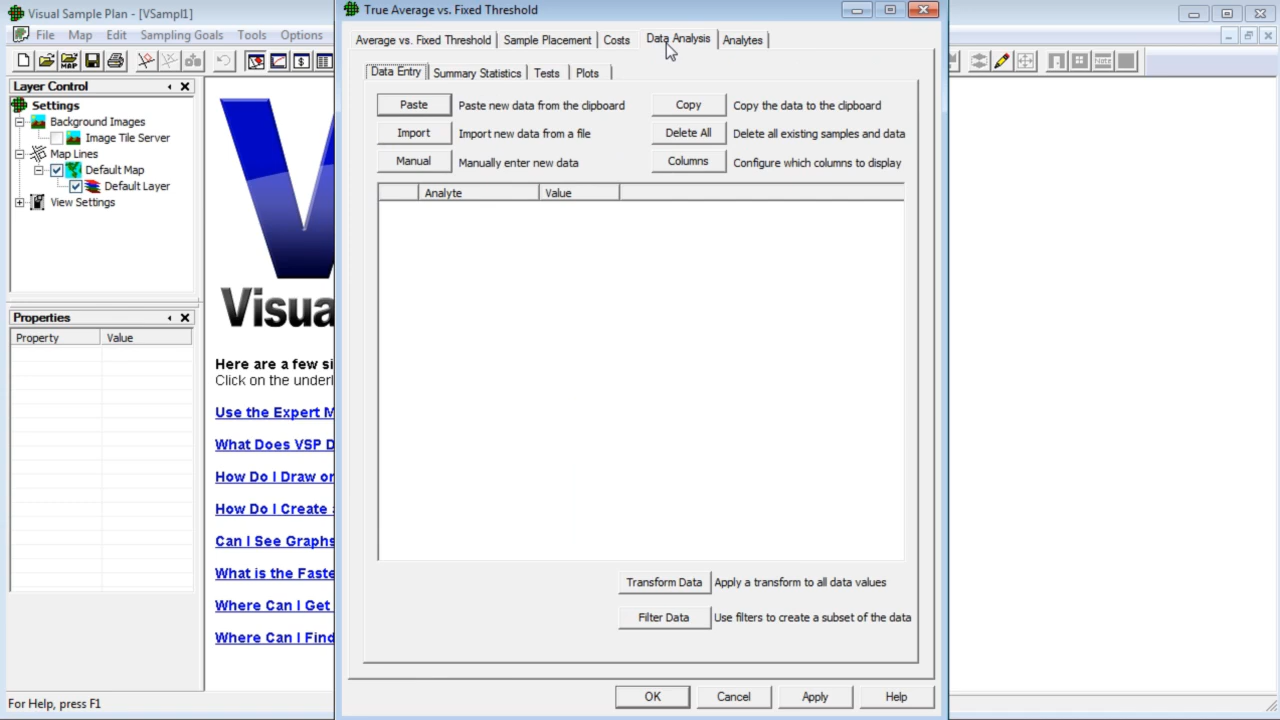 Visual Sample Plan - [VSampl1]
File Map Edit Sampling Goals Tools Options
Layer Control
Settings
Background Images
Image Tile Server
Map Lines
Default Map
Default Layer
View Settings
Properties
Property Value
For Help, press F1
Visua
Here are a few si
Click on the underl
Use the Expert M
What Does VSP D
How Do I Draw or
How Do I Create a
Can I See Graphs
What is the Faste
Where Can I Get
Where Can I Find
True Average vs. Fixed Threshold
Average vs. Fixed Threshold Sample Placement Costs Data Analysis Analytes
Data Entry Summary Statistics Tests Plots
Paste Paste new data from the clipboard Copy Copy the data to the clipboard
Import Import new data from a file Delete All Delete all existing samples and data
Manual Manually enter new data Columns Configure which columns to display
Analyte Value
Transform Data Apply a transform to all data values
Filter Data Use filters to create a subset of the data
OK Cancel Apply Help